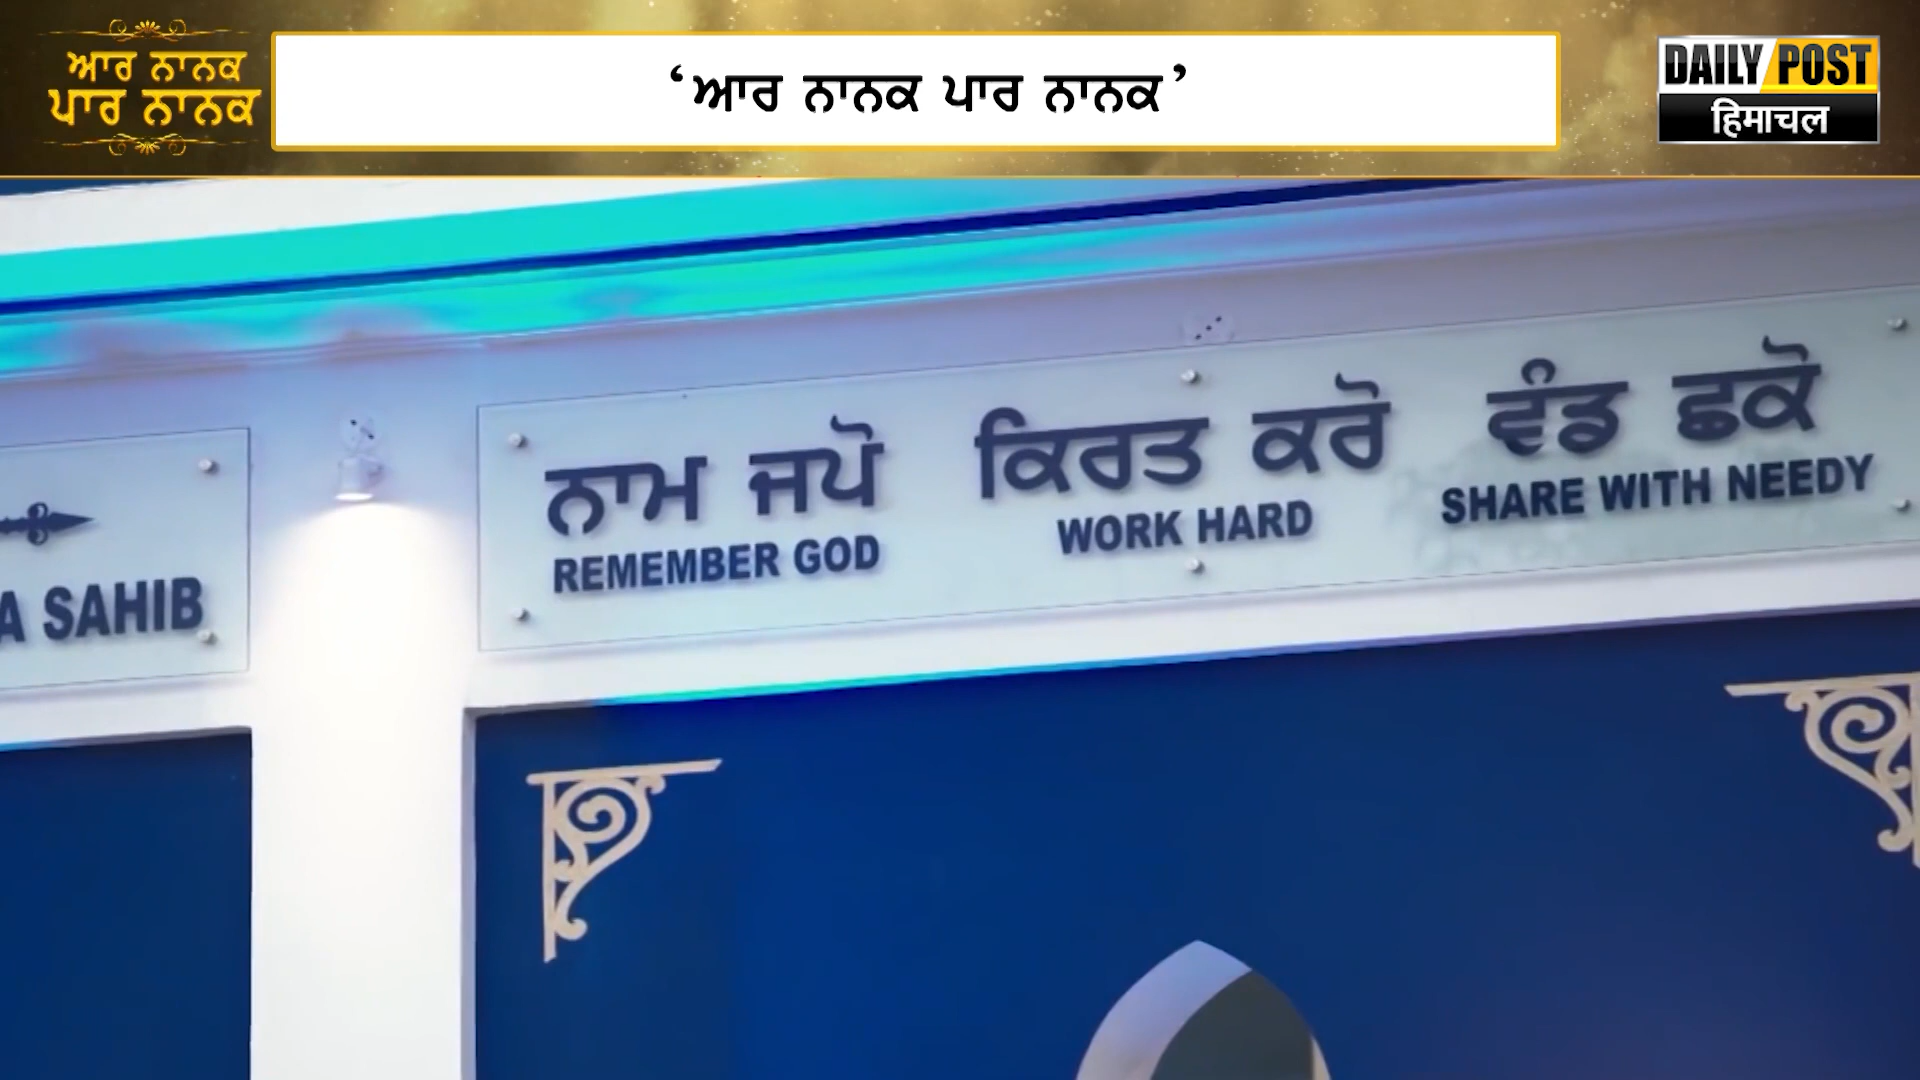 ਆਰ ਨਾਨਕ
ਪਾਰ ਨਾਨਕ
‘ਆਰ ਨਾਨਕ ਪਾਰ ਨਾਨਕ’
DAILY POST
हिमाचल
ਨਾਮ ਜਪੋ ਕਿਰਤ ਕਰੋ ਵੰਡ ਛਕੋ
REMEMBER GOD WORK HARD SHARE WITH NEEDY
A SAHIB